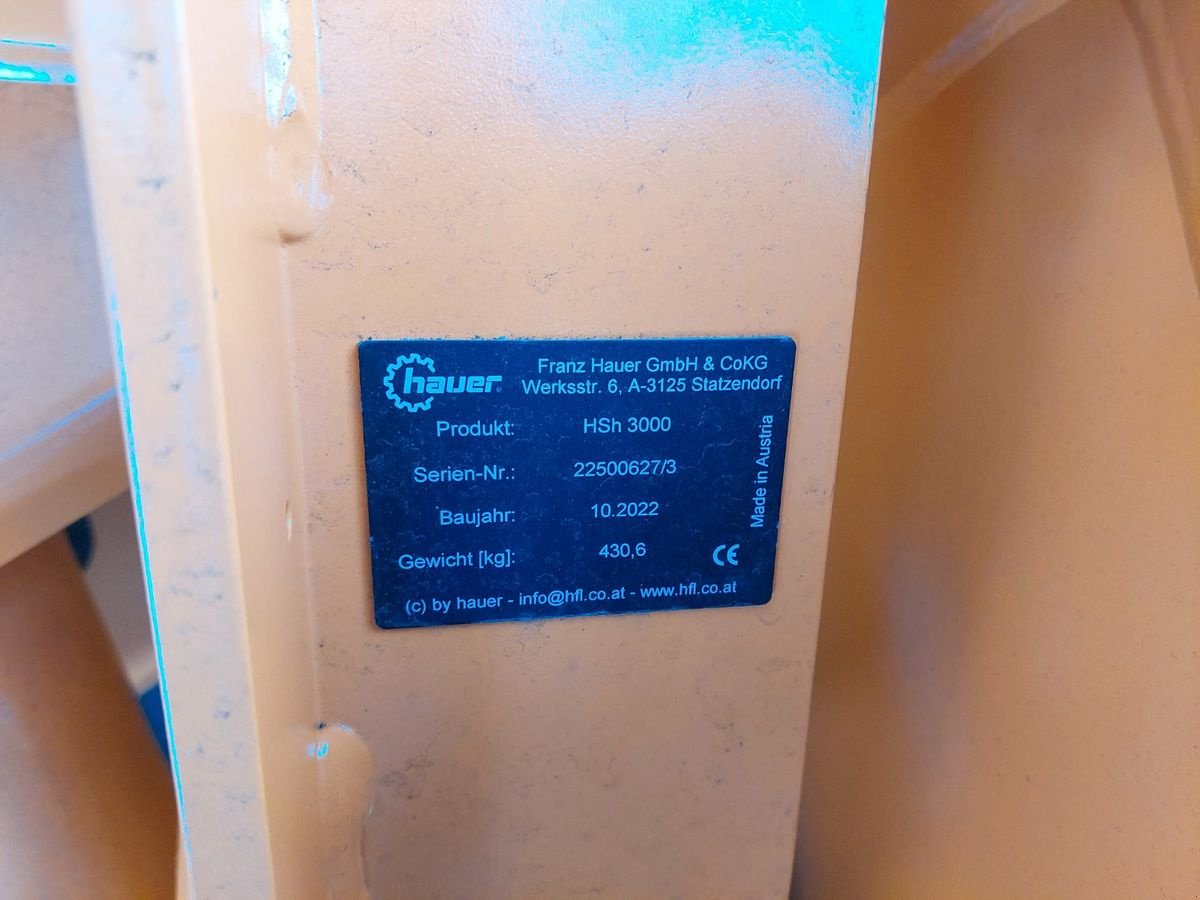 hauer
Franz Hauer GmbH & CoKG
Werksstr. 6, A-3125 Statzendorf
Produkt: HSh 3000
Serien-Nr.: 22500627/3
Baujahr: 10.2022
Gewicht [kg]: 430,6
Made in Austria
CE
(c) by hauer - info@hfl.co.at - www.hfl.co.at